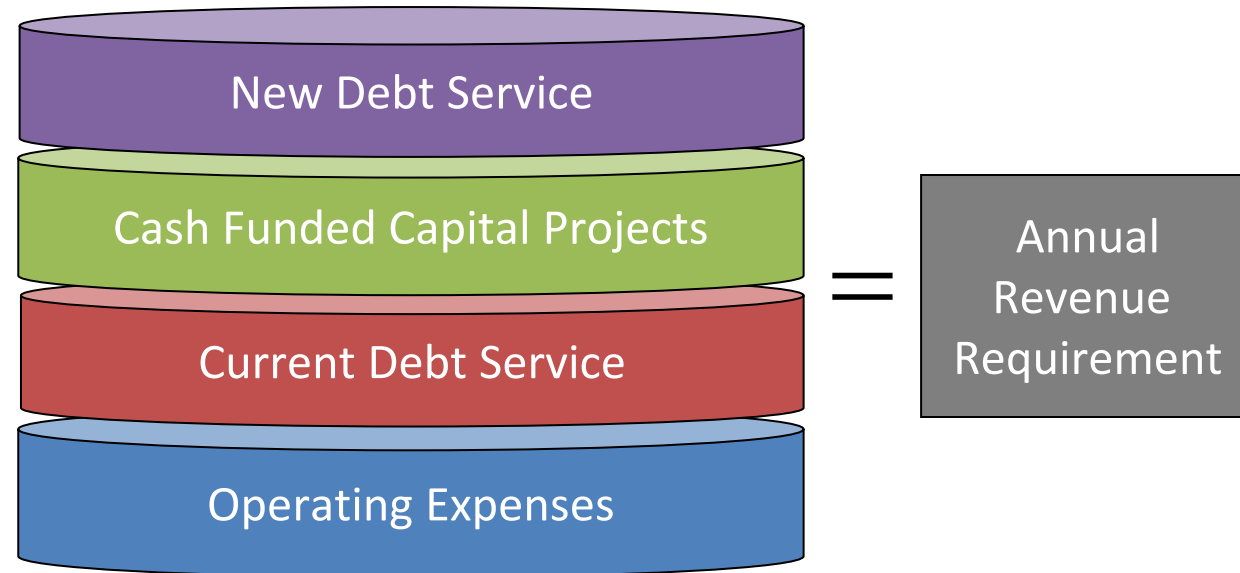 New Debt Service
Cash Funded Capital Projects
Current Debt Service
Operating Expenses
=
Annual
Revenue
Requirement